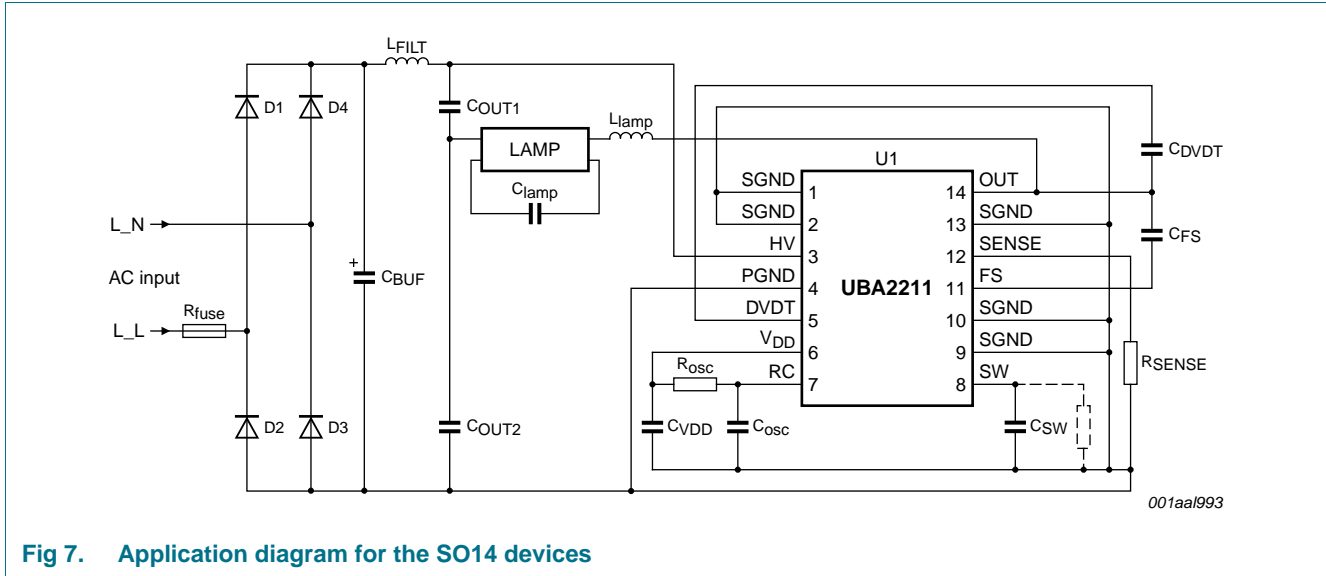 LFILT
D1
D4
COUT1
Llamp
LAMP
Clamp
CDVDT
U1
SGND
1
14
OUT
SGND
2
13
SGND
CFS
L_N
HV
3
12
SENSE
AC input
+
CBUF
PGND
4
UBA2211
11
FS
L_L
Rfuse
DVDT
5
10
SGND
VDD
6
9
SGND
Rosc
RC
7
8
SW
RSENSE
D2
D3
COUT2
CVDD
Cosc
CSW
001aal993
Fig 7. Application diagram for the SO14 devices